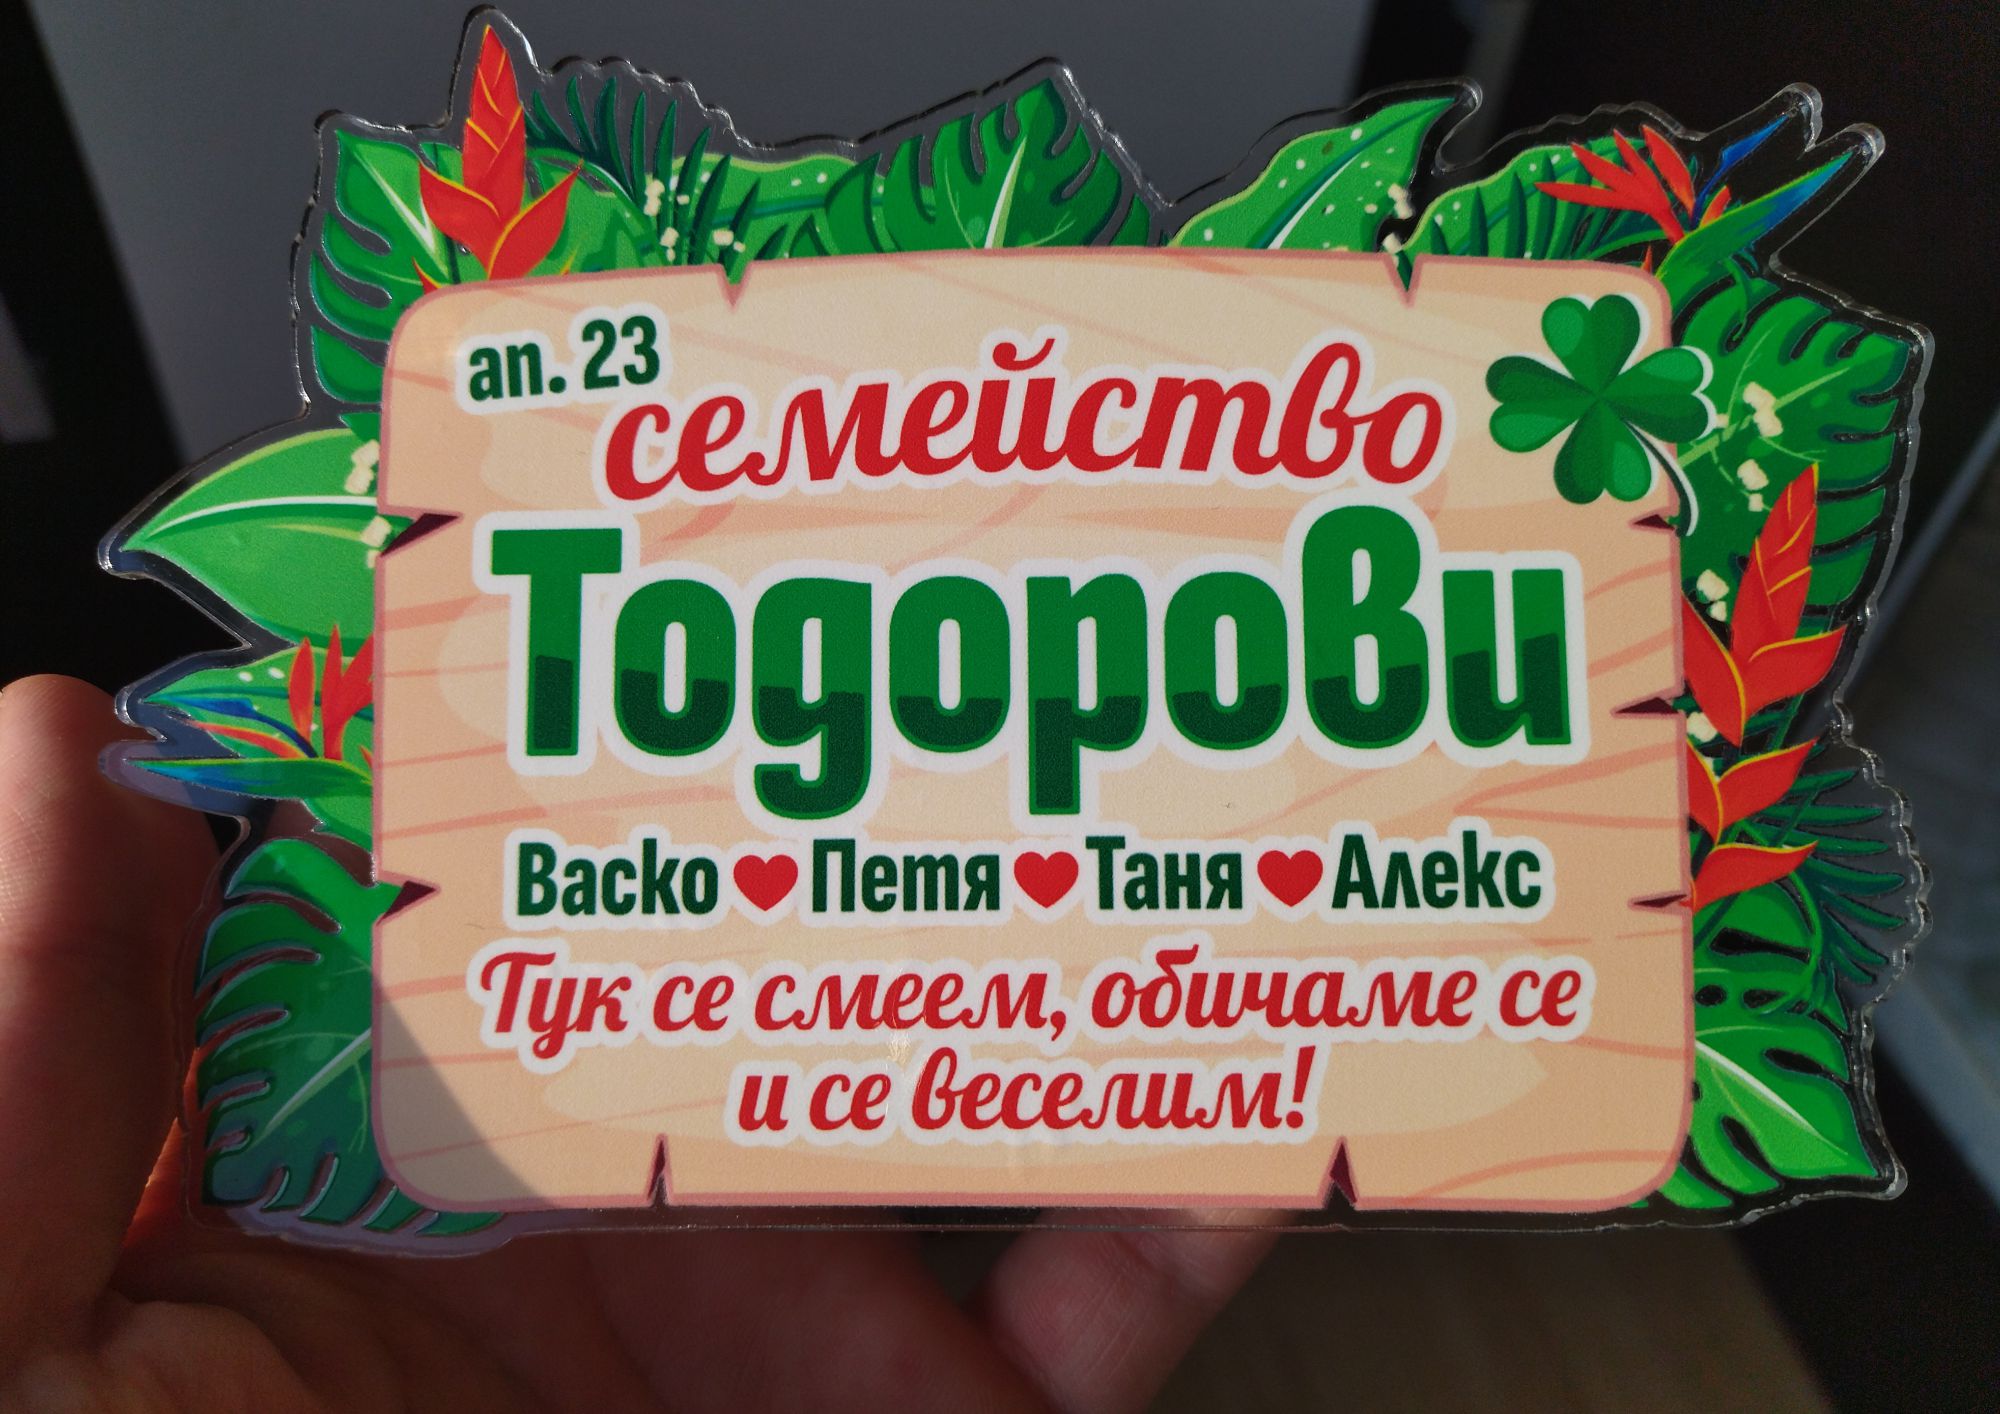 ап. 23
семейство
Тодорови
Васко ♥ Петя ♥ Таня ♥ Алекс
Тук се смеем, обичаме се
и се веселим!